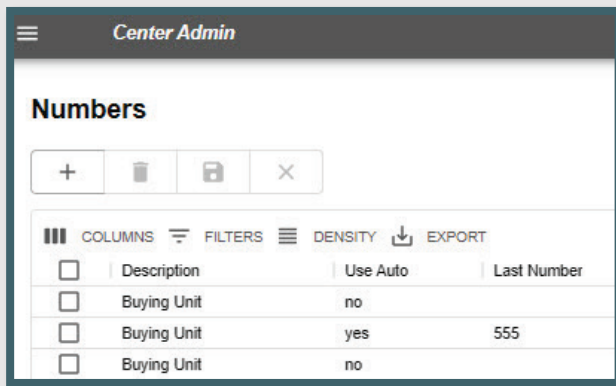 Center Admin
Numbers
COLUMNS FILTERS DENSITY EXPORT
Description Use Auto Last Number
Buying Unit no
Buying Unit yes 555
Buying Unit no